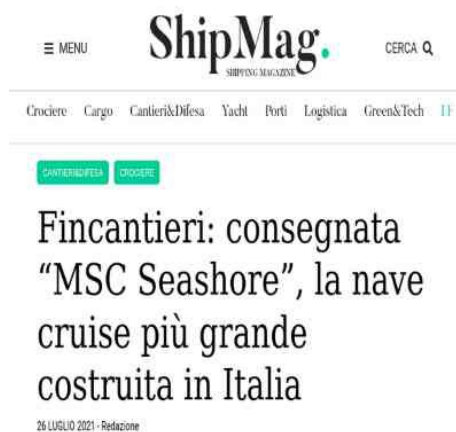 ≡ MENU
ShipMag.
SHIPPING MAGAZINE
CERCA
Crociere Cargo Cantieri&Difesa Yacht Porti Logistica Green&Tech
CANTIERI&DIFESA CROCIERE
Fincantieri: consegnata
“MSC Seashore”, la nave
cruise più grande
costruita in Italia
26 LUGLIO 2021 - Redazione